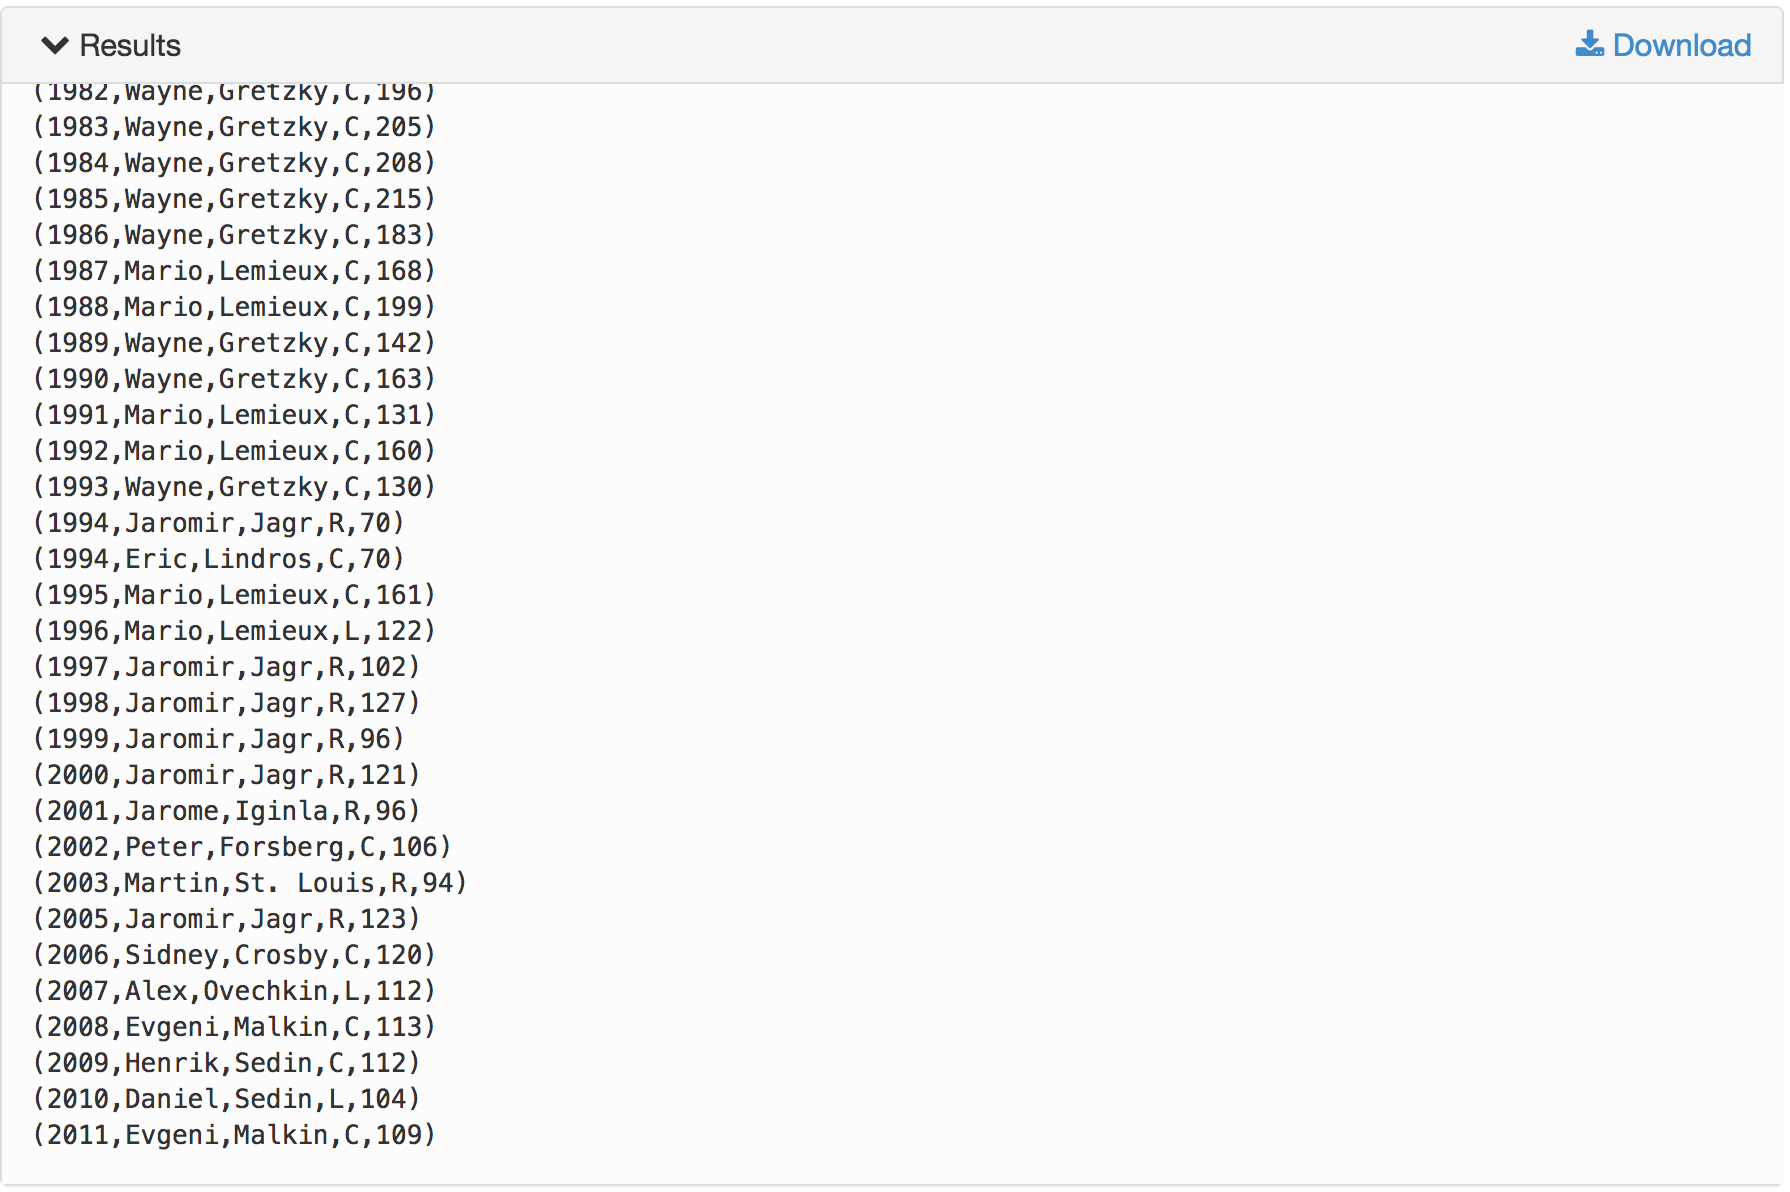 Results
Download
(1982,Wayne,Gretzky,C,196)
(1983,Wayne,Gretzky,C,205)
(1984,Wayne,Gretzky,C,208)
(1985,Wayne,Gretzky,C,215)
(1986,Wayne,Gretzky,C,183)
(1987,Mario,Lemieux,C,168)
(1988,Mario,Lemieux,C,199)
(1989,Wayne,Gretzky,C,142)
(1990,Wayne,Gretzky,C,163)
(1991,Mario,Lemieux,C,131)
(1992,Mario,Lemieux,C,160)
(1993,Wayne,Gretzky,C,130)
(1994,Jaromir,Jagr,R,70)
(1994,Eric,Lindros,C,70)
(1995,Mario,Lemieux,C,161)
(1996,Mario,Lemieux,L,122)
(1997,Jaromir,Jagr,R,102)
(1998,Jaromir,Jagr,R,127)
(1999,Jaromir,Jagr,R,96)
(2000,Jaromir,Jagr,R,121)
(2001,Jarome,Iginla,R,96)
(2002,Peter,Forsberg,C,106)
(2003,Martin,St. Louis,R,94)
(2005,Jaromir,Jagr,R,123)
(2006,Sidney,Crosby,C,120)
(2007,Alex,Ovechkin,L,112)
(2008,Evgeni,Malkin,C,113)
(2009,Henrik,Sedin,C,112)
(2010,Daniel,Sedin,L,104)
(2011,Evgeni,Malkin,C,109)